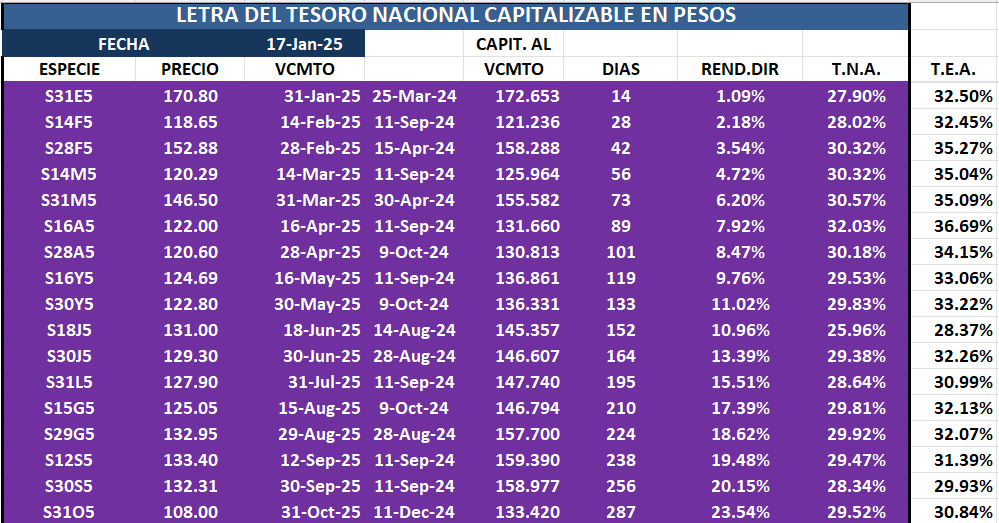 LETRA DEL TESORO NACIONAL CAPITALIZABLE EN PESOS
FECHA 17-Jan-25 CAPIT. AL
ESPECIE PRECIO VCMTO VCMTO DIAS REND.DIR T.N.A. T.E.A.
S31E5 170.80 31-Jan-25 25-Mar-24 172.653 14 1.09% 27.90% 32.50%
S14F5 118.65 14-Feb-25 11-Sep-24 121.236 28 2.18% 28.02% 32.45%
S28F5 152.88 28-Feb-25 15-Apr-24 158.288 42 3.54% 30.32% 35.27%
S14M5 120.29 14-Mar-25 11-Sep-24 125.964 56 4.72% 30.32% 35.04%
S31M5 146.50 31-Mar-25 30-Apr-24 155.582 73 6.20% 30.57% 35.09%
S16A5 122.00 16-Apr-25 11-Sep-24 131.660 89 7.92% 32.03% 36.69%
S28A5 120.60 28-Apr-25 9-Oct-24 130.813 101 8.47% 30.18% 34.15%
S16Y5 124.69 16-May-25 11-Sep-24 136.861 119 9.76% 29.53% 33.06%
S30Y5 122.80 30-May-25 9-Oct-24 136.331 133 11.02% 29.83% 33.22%
S18J5 131.00 18-Jun-25 14-Aug-24 145.357 152 10.96% 25.96% 28.37%
S30J5 129.30 30-Jun-25 28-Aug-24 146.607 164 13.39% 29.38% 32.26%
S31L5 127.90 31-Jul-25 11-Sep-24 147.740 195 15.51% 28.64% 30.99%
S15G5 125.05 15-Aug-25 9-Oct-24 146.794 210 17.39% 29.81% 32.13%
S29G5 132.95 29-Aug-25 28-Aug-24 157.700 224 18.62% 29.92% 32.07%
S12S5 133.40 12-Sep-25 11-Sep-24 159.390 238 19.48% 29.47% 31.39%
S30S5 132.31 30-Sep-25 11-Sep-24 158.977 256 20.15% 28.34% 29.93%
S31O5 108.00 31-Oct-25 11-Dec-24 133.420 287 23.54% 29.52% 30.84%